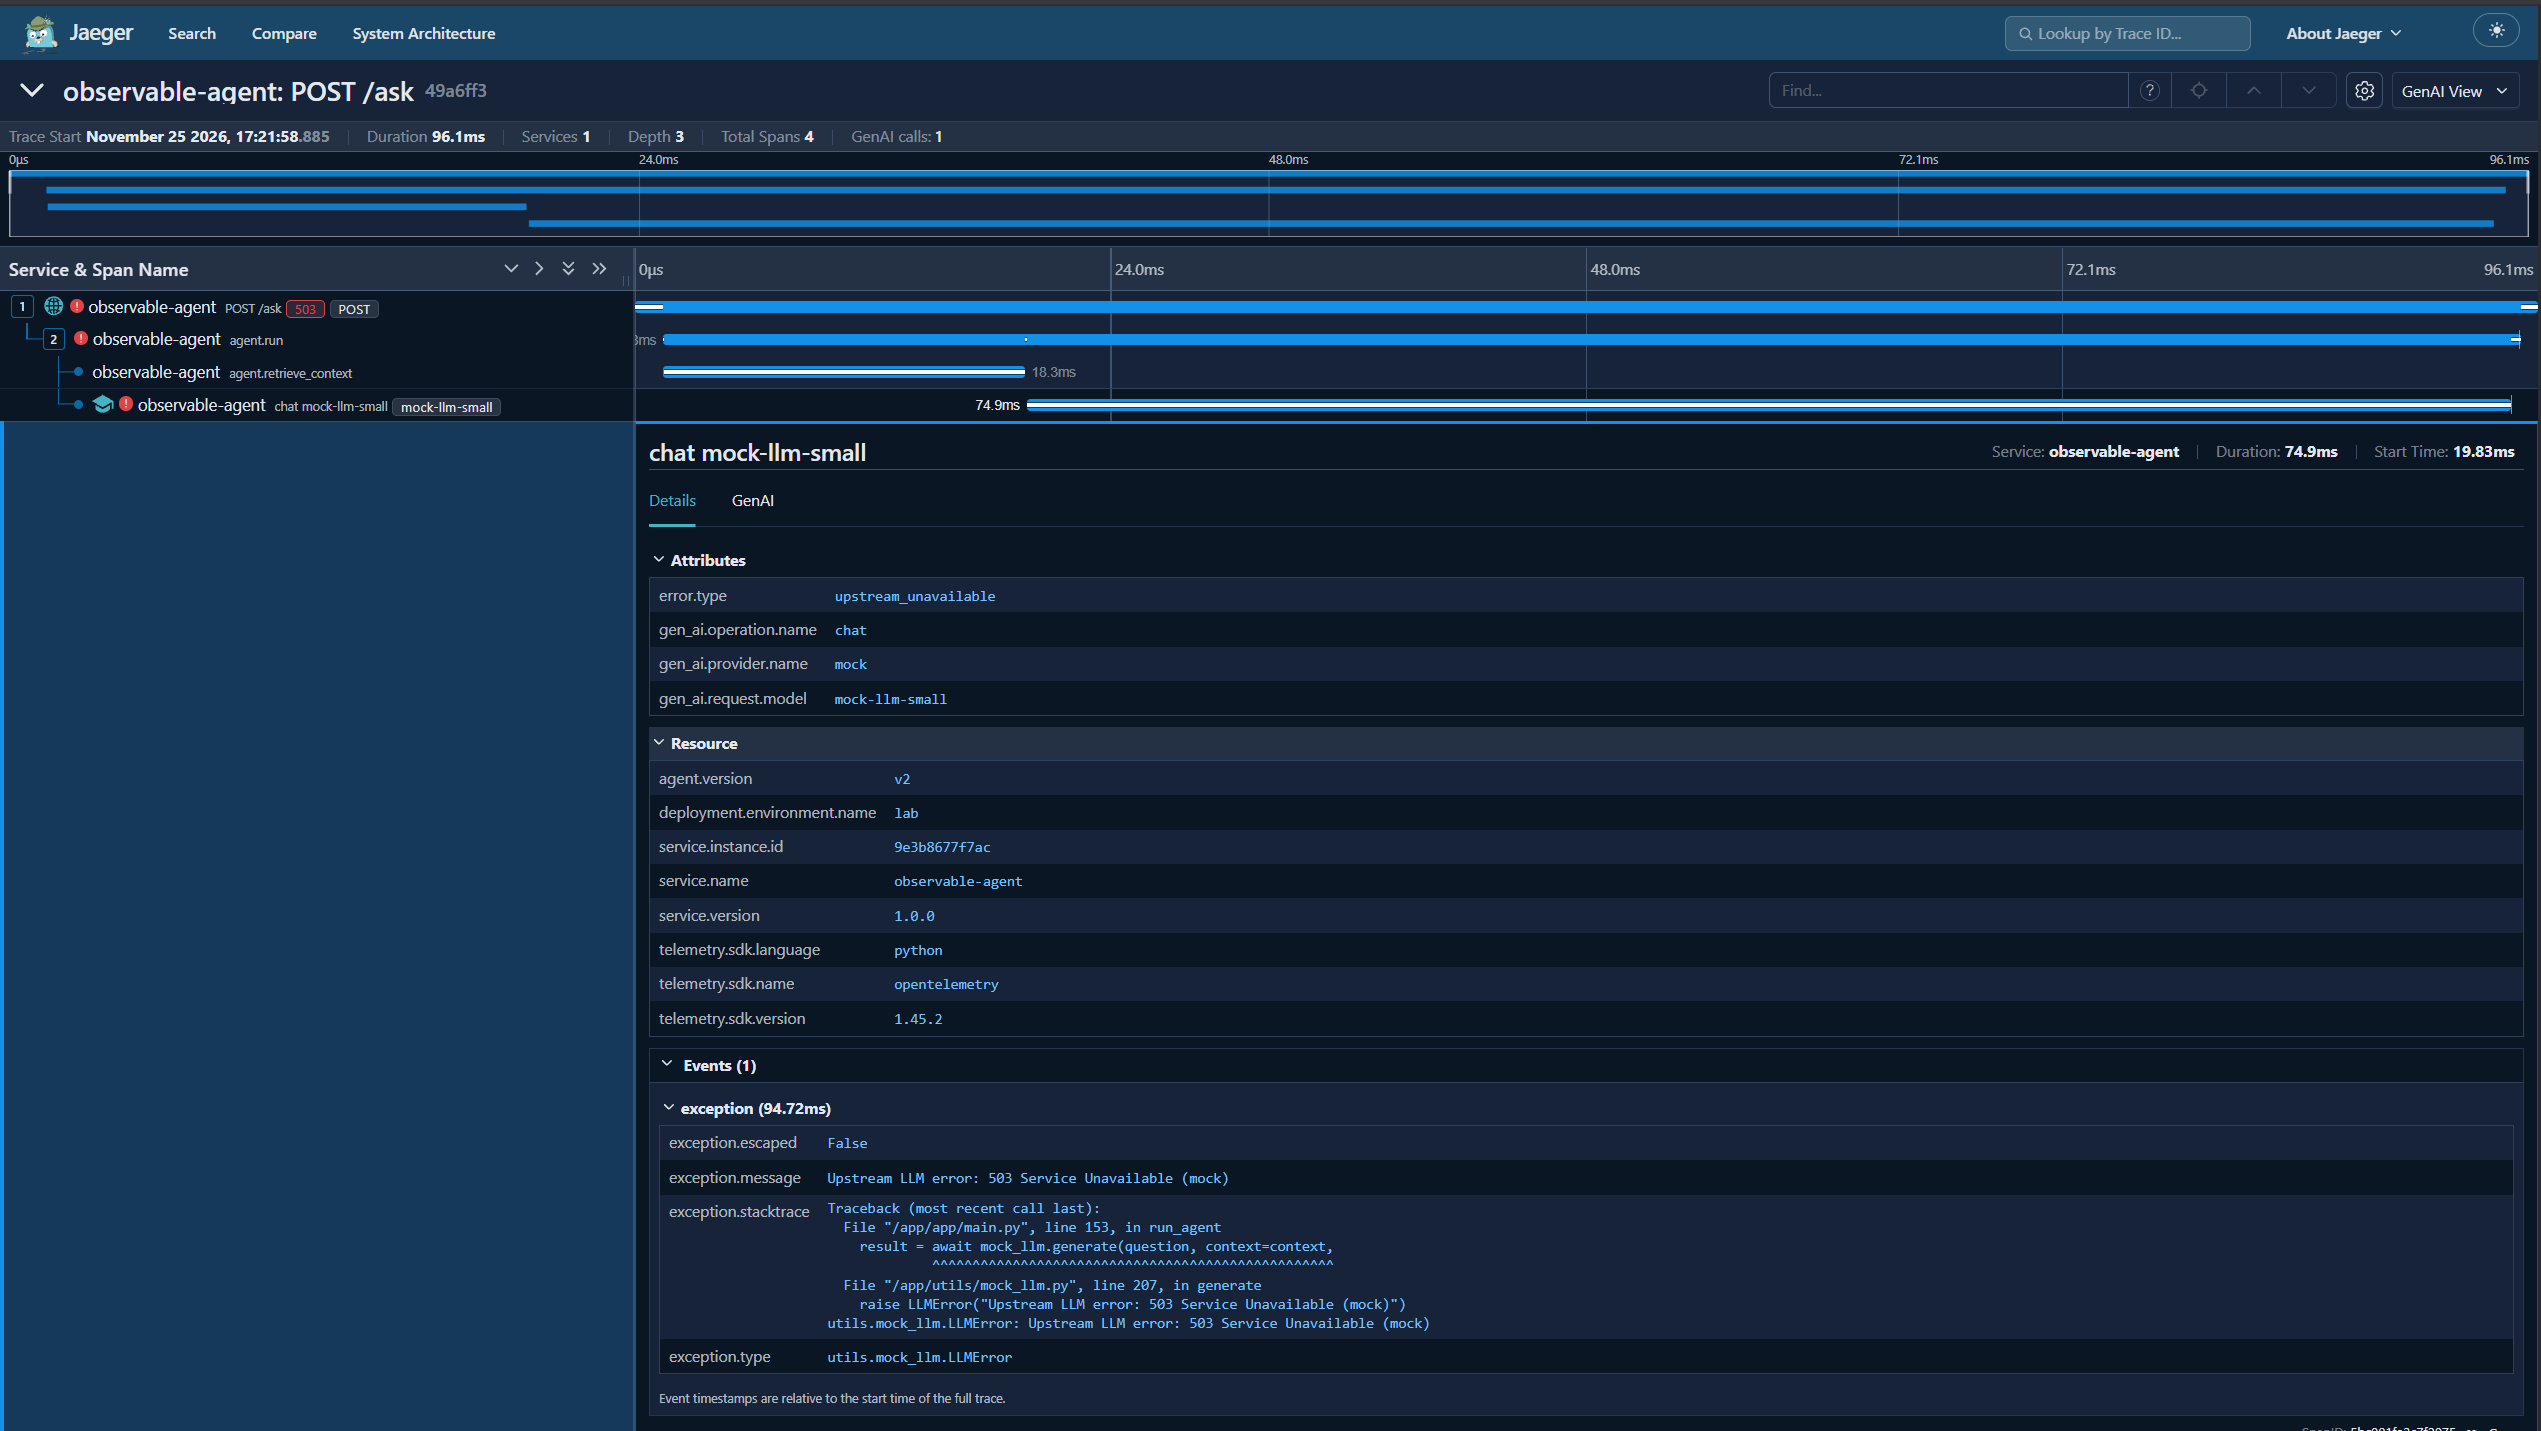 Jaeger Search Compare System Architecture Lookup by Trace ID... About Jaeger
observable-agent: POST /ask 49a6ff3 Find... ? GenAI View
Trace Start November 25 2026, 17:21:58.885 Duration 96.1ms Services 1 Depth 3 Total Spans 4 GenAI calls: 1
0μs 24.0ms 48.0ms 72.1ms 96.1ms
Service & Span Name 0μs 24.0ms 48.0ms 72.1ms 96.1ms
1 observable-agent POST /ask 503 POST
2 observable-agent agent.run
observable-agent agent.retrieve_context 18.3ms
observable-agent chat mock-llm-small mock-llm-small 74.9ms
chat mock-llm-small Service: observable-agent Duration: 74.9ms Start Time: 19.83ms
Details GenAI
Attributes
error.type upstream_unavailable
gen_ai.operation.name chat
gen_ai.provider.name mock
gen_ai.request.model mock-llm-small
Resource
agent.version v2
deployment.environment.name lab
service.instance.id 9e3b8677f7ac
service.name observable-agent
service.version 1.0.0
telemetry.sdk.language python
telemetry.sdk.name opentelemetry
telemetry.sdk.version 1.45.2
Events (1)
exception (94.72ms)
exception.escaped False
exception.message Upstream LLM error: 503 Service Unavailable (mock)
exception.stacktrace Traceback (most recent call last):
File "/app/app/main.py", line 153, in run_agent
result = await mock_llm.generate(question, context=context,
^^^^^^^^^^^^^^^^^^^^^^^^^^^^^^^^^^^^^^^^^^^^^^^^^^
File "/app/utils/mock_llm.py", line 207, in generate
raise LLMError("Upstream LLM error: 503 Service Unavailable (mock)")
utils.mock_llm.LLMError: Upstream LLM error: 503 Service Unavailable (mock)
exception.type utils.mock_llm.LLMError
Event timestamps are relative to the start time of the full trace.